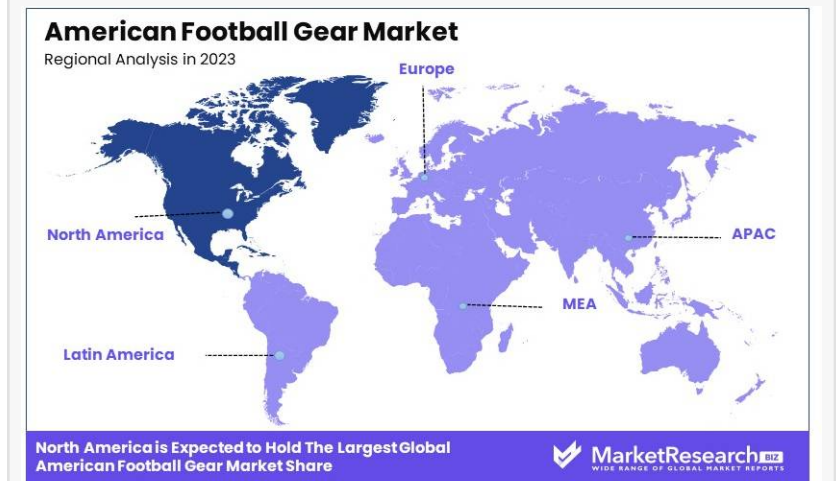 American Football Gear Market
Regional Analysis in 2023
Europe
North America
APAC
MEA
Latin America
North America is Expected to Hold The Largest Global
American Football Gear Market Share
MarketResearch BIZ
WIDE RANGE OF GLOBAL MARKET REPORTS